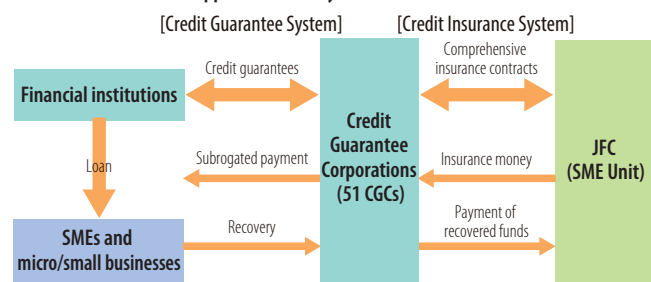 [Credit Guarantee System]
[Credit Insurance System]
Credit guarantees
Comprehensive
insurance contracts
Financial institutions
Credit
Guarantee
Corporations
(51 CGCs)
JFC
(SME Unit)
Loan
Subrogated payment
Insurance money
SMEs and
micro/small businesses
Recovery
Payment of
recovered funds